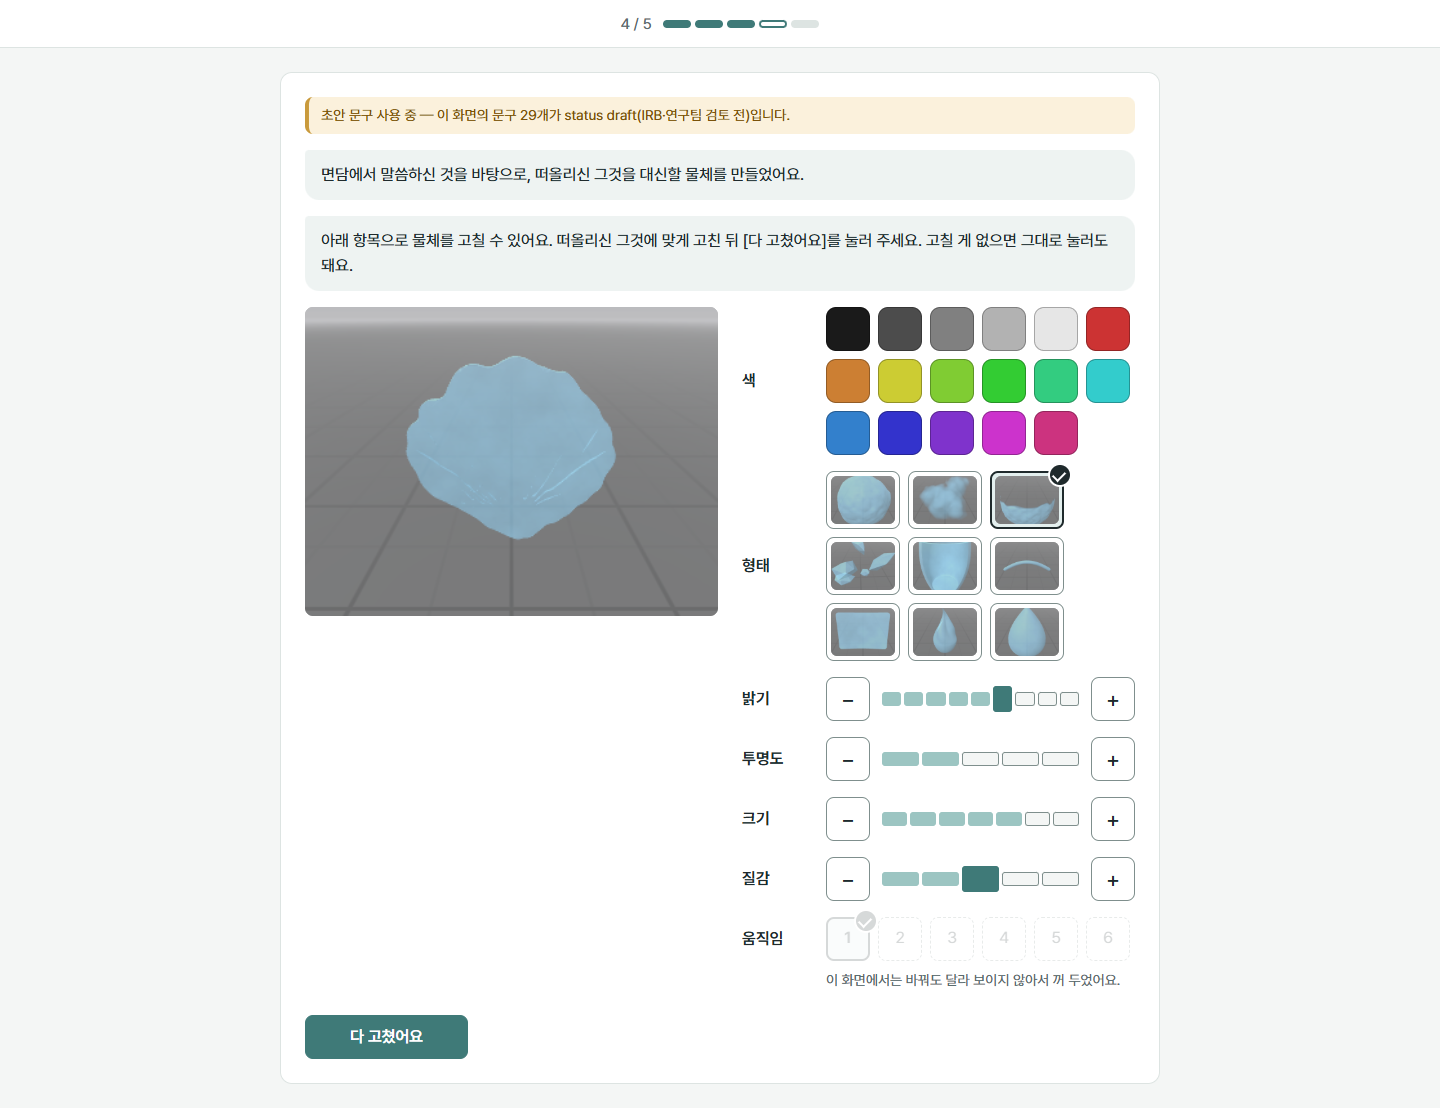 4 / 5
초안 문구 사용 중 — 이 화면의 문구 29개가 status draft(IRB·연구팀 검토 전)입니다.
면담에서 말씀하신 것을 바탕으로, 떠올리신 그것을 대신할 물체를 만들었어요.
아래 항목으로 물체를 고칠 수 있어요. 떠올리신 그것에 맞게 고친 뒤 [다 고쳤어요]를 눌러 주세요. 고칠 게 없으면 그대로 눌러도
돼요.
색
형태
밝기 − +
투명도 − +
크기 − +
질감 − +
움직임 1 2 3 4 5 6
이 화면에서는 바꿔도 달라 보이지 않아서 꺼 두었어요.
다 고쳤어요